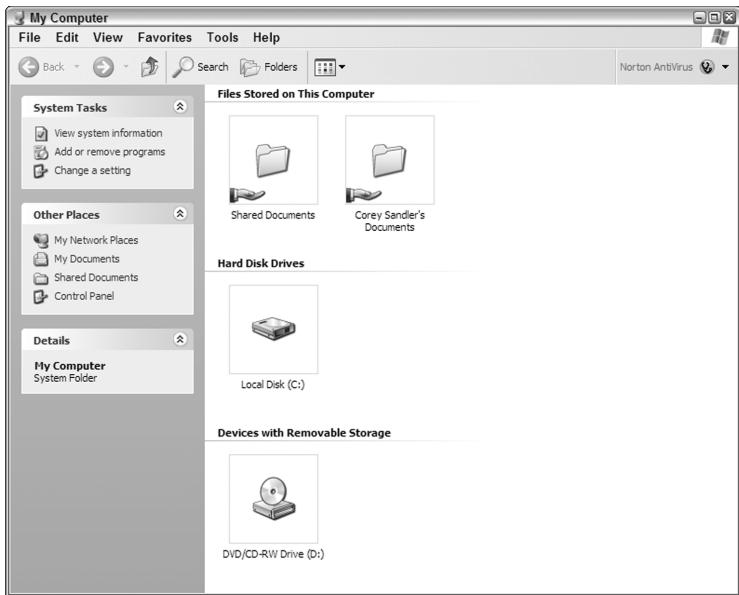 My Computer
File Edit View Favorites Tools Help
Back Search Folders Norton AntiVirus
System Tasks
View system information
Add or remove programs
Change a setting
Other Places
My Network Places
My Documents
Shared Documents
Control Panel
Details
My Computer
System Folder
Files Stored on This Computer
Shared Documents
Corey Sandler's
Documents
Hard Disk Drives
Local Disk (C:)
Devices with Removable Storage
DVD/CD-RW Drive (D:)